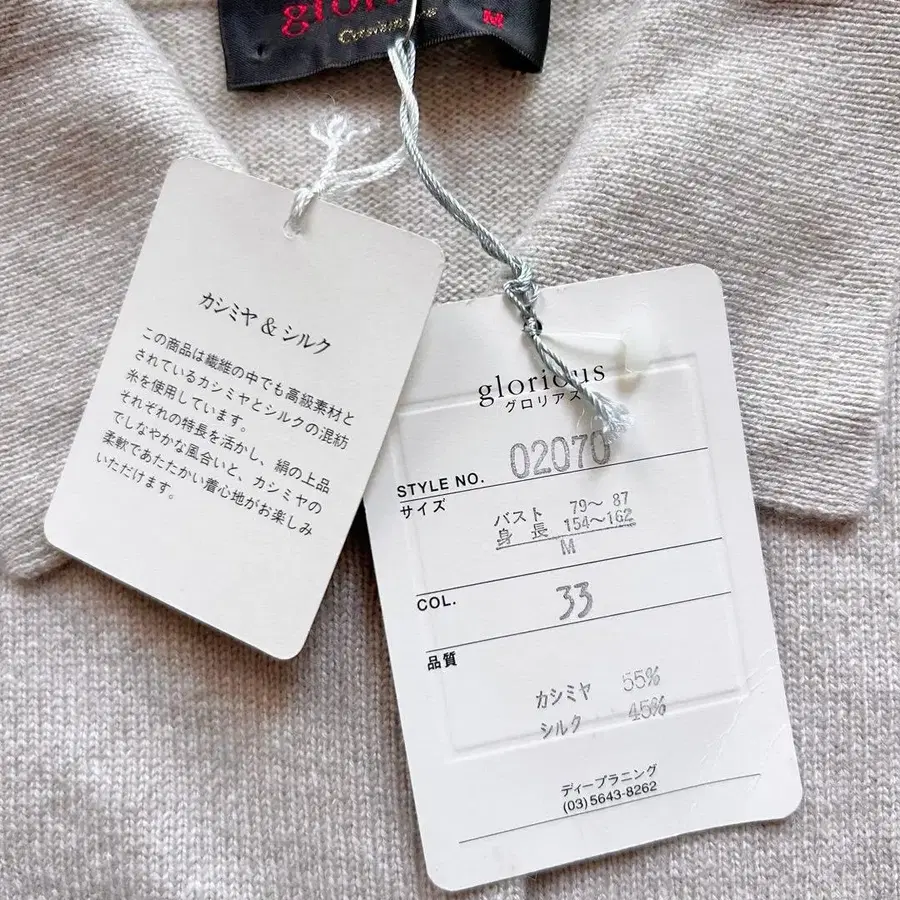 M
カシミヤ & シルク
この商品は繊維の中でも高級素材と
されているカシミヤとシルクの混紡
糸を使用しています。
それぞれの特長を活かし、絹の上品
でしなやかな風合いと、カシミヤの
柔軟であたたかい着心地がお楽しみ
いただけます。
glorious
グロリアス
STYLE NO. 02070
サイズ
バスト 79～ 87
身 長 154～162
M
COL. 33
品質
カシミヤ 55%
シルク 45%
ディープラニング
(03)5643-8262